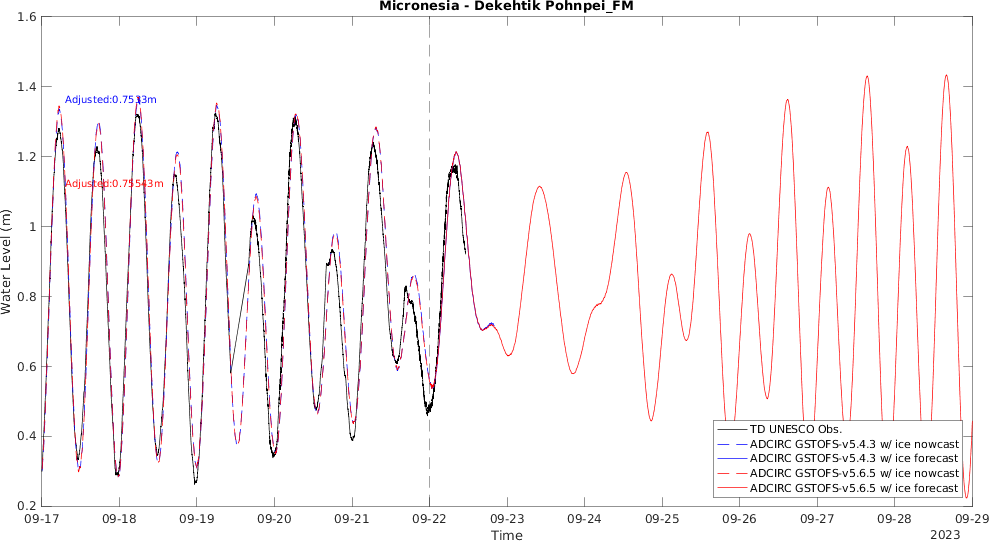 Micronesia - Dekehtik Pohnpei_FM
1.6
1.4
1.2
1
0.8
0.6
0.4
0.2
Water Level (m)
Adjusted:0.7533m
Adjusted:0.75543m
TD UNESCO Obs.
ADCIRC GSTOFS-v5.4.3 w/ ice nowcast
ADCIRC GSTOFS-v5.4.3 w/ ice forecast
ADCIRC GSTOFS-v5.6.5 w/ ice nowcast
ADCIRC GSTOFS-v5.6.5 w/ ice forecast
09-17 09-18 09-19 09-20 09-21 09-22 09-23 09-24 09-25 09-26 09-27 09-28 09-29
Time
2023